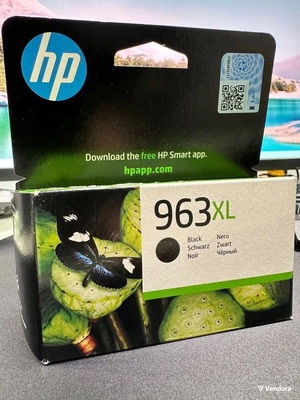 hp
Download the free HP Smart app.
hpapp.com
963XL
Black Nero
Schwarz Zwart
Noir Чёрный
Vendora